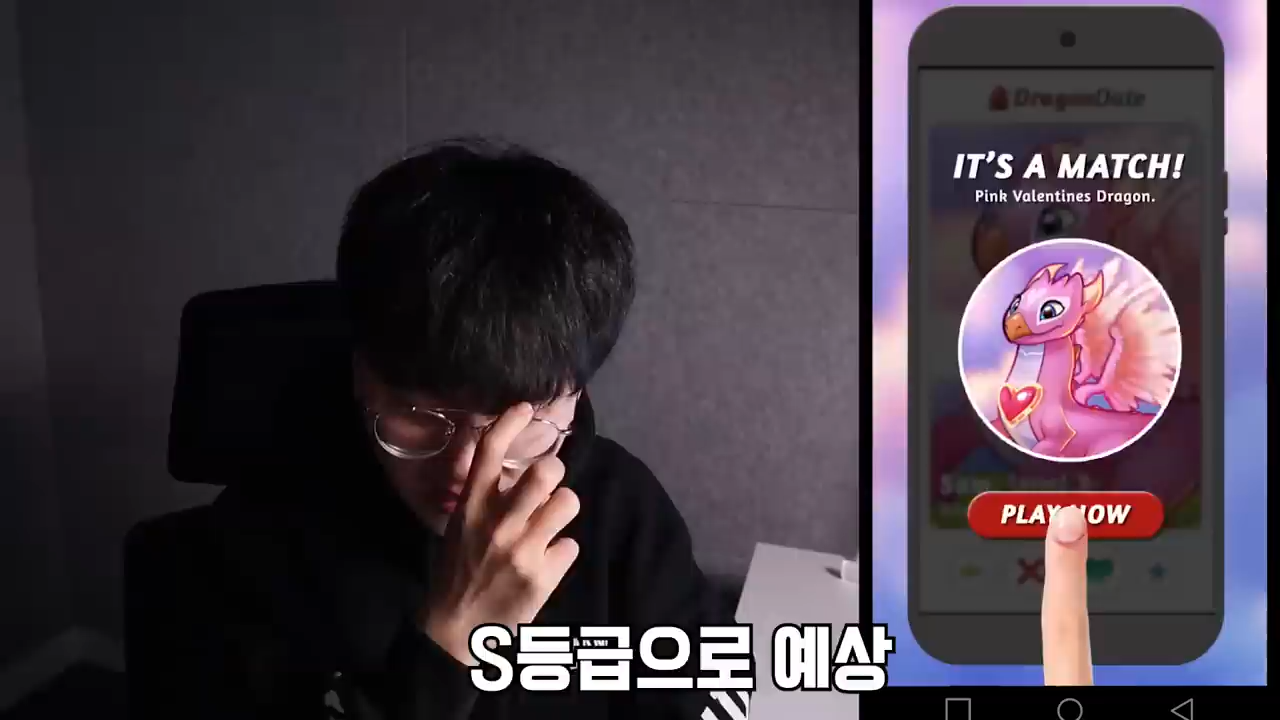 DragonDate
IT'S A MATCH!
Pink Valentines Dragon.
PLAY NOW
S등급으로 예상